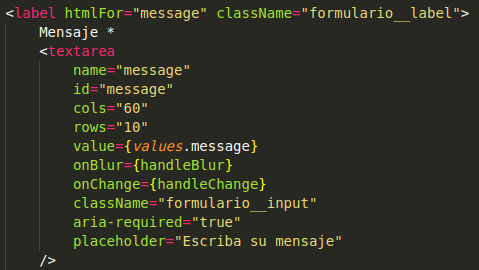 <label htmlFor="message" className="formulario__label">
Mensaje *
<textarea
name="message"
id="message"
cols="60"
rows="10"
value={values.message}
onBlur={handleBlur}
onChange={handleChange}
className="formulario__input"
aria-required="true"
placeholder="Escriba su mensaje"
/>